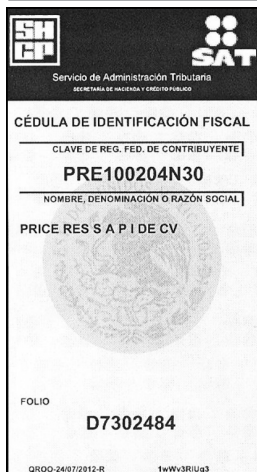 SH
CP
SAT
Servicio de Administración Tributaria
SECRETARÍA DE HACIENDA Y CRÉDITO PÚBLICO
CÉDULA DE IDENTIFICACIÓN FISCAL
CLAVE DE REG. FED. DE CONTRIBUYENTE
PRE100204N30
NOMBRE, DENOMINACIÓN O RAZÓN SOCIAL
PRICE RES S A P I DE CV
FOLIO
D7302484
QROO-24/07/2012-R 1wWv3RIUg3